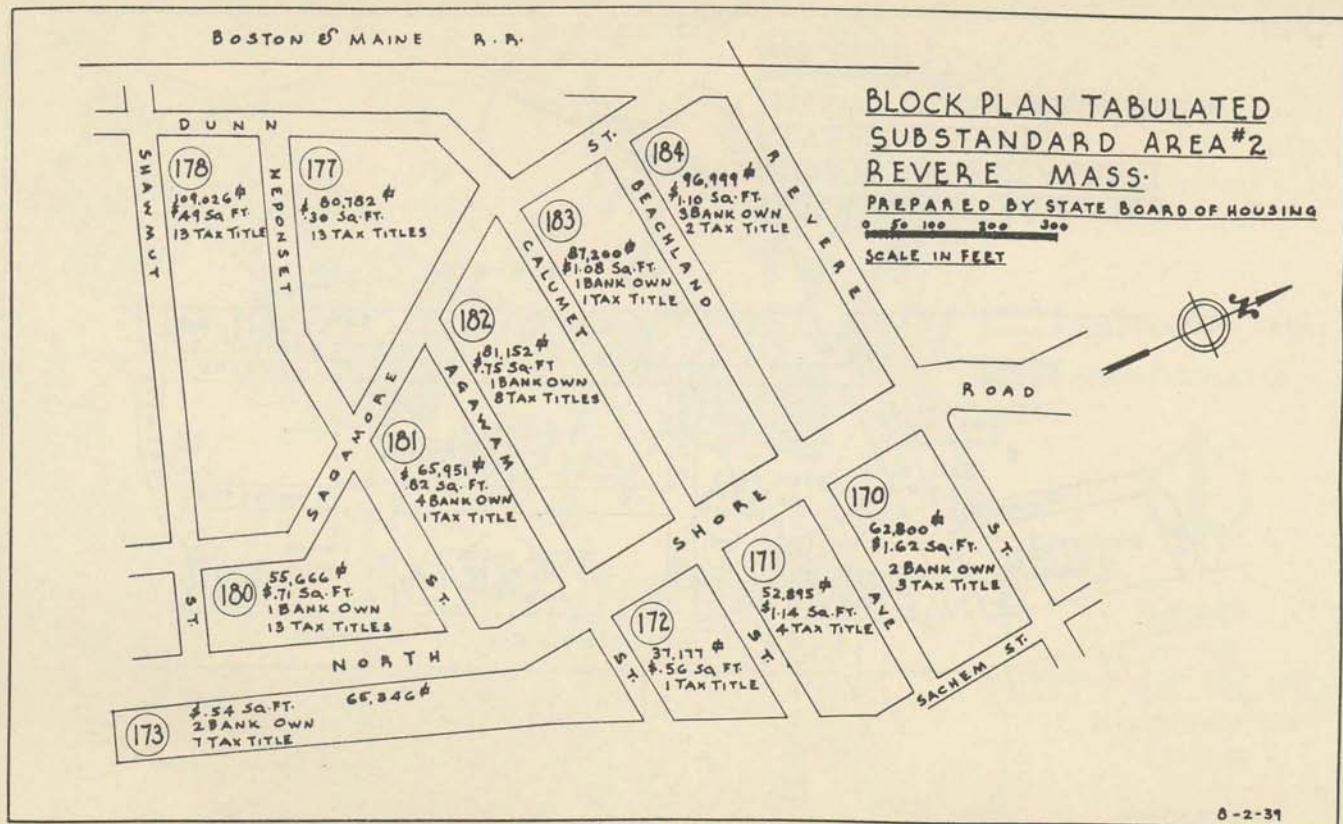 BOSTON & MAINE R.R.
BLOCK PLAN TABULATED
SUBSTANDARD AREA #2
REVERE MASS.
PREPARED BY STATE BOARD OF HOUSING
0 50 100 200 300
SCALE IN FEET
N
DUNN ST.
SHAWMUT ST.
NEPONSET
SAGAMORE ST.
AGAWAM ST.
CALUMET ST.
BEACHLAND AVE
REVERE ST.
NORTH SHORE ROAD
SACHEM ST.
178
109,026
$.49 SQ FT.
13 TAX TITLE
177
80,782
$.30 SQ.FT.
13 TAX TITLES
184
96,999
$1.10 SQ.FT.
3 BANK OWN
2 TAX TITLE
183
87,200
$1.08 SQ.FT.
1 BANK OWN
1 TAX TITLE
182
81,152
$.75 SQ.FT
1 BANK OWN
8 TAX TITLES
181
65,951
$.82 SQ.FT.
4 BANK OWN
1 TAX TITLE
180
55,666
$.71 SQ.FT.
1 BANK OWN
13 TAX TITLES
170
62,800
$1.62 SQ.FT.
2 BANK OWN
3 TAX TITLE
171
52,895
$1.14 SQ.FT.
4 TAX TITLE
172
37,177
$.56 SQ FT.
1 TAX TITLE
173
65,346
$.54 SQ.FT.
2 BANK OWN
7 TAX TITLE
8-2-39